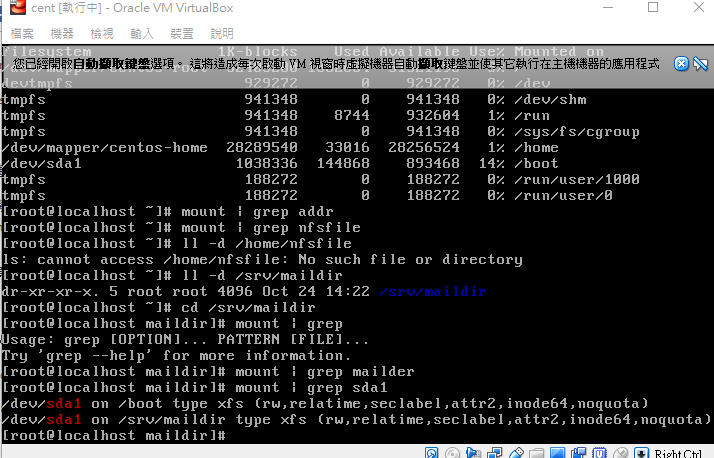 cent [執行中] - Oracle VM VirtualBox
檔案 機器 檢視 輸入 裝置 說明
Filesystem 1K-blocks Used Available Use% Mounted on
您已經開啟自動擷取鍵盤選項。 這將造成每次啟動 VM 視窗時虛擬機器自動擷取鍵盤並使其它執行在主機機器的應用程式
devtmpfs 929272 0 929272 0% /dev
tmpfs 941348 0 941348 0% /dev/shm
tmpfs 941348 8744 932604 1% /run
tmpfs 941348 0 941348 0% /sys/fs/cgroup
/dev/mapper/centos-home 28289540 33016 28256524 1% /home
/dev/sda1 1038336 144868 893468 14% /boot
tmpfs 188272 0 188272 0% /run/user/1000
tmpfs 188272 0 188272 0% /run/user/0
[root@localhost ~]# mount | grep addr
[root@localhost ~]# mount | grep nfsfile
[root@localhost ~]# ll -d /home/nfsfile
ls: cannot access /home/nfsfile: No such file or directory
[root@localhost ~]# ll -d /srv/maildir
dr-xr-xr-x. 5 root root 4096 Oct 24 14:22 /srv/maildir
[root@localhost ~]# cd /srv/maildir
[root@localhost maildir]# mount | grep
Usage: grep [OPTION]... PATTERN [FILE]...
Try 'grep --help' for more information.
[root@localhost maildir]# mount | grep mailder
[root@localhost maildir]# mount | grep sda1
/dev/sda1 on /boot type xfs (rw,relatime,seclabel,attr2,inode64,noquota)
/dev/sda1 on /srv/maildir type xfs (rw,relatime,seclabel,attr2,inode64,noquota)
[root@localhost maildir]#
Right Ctrl